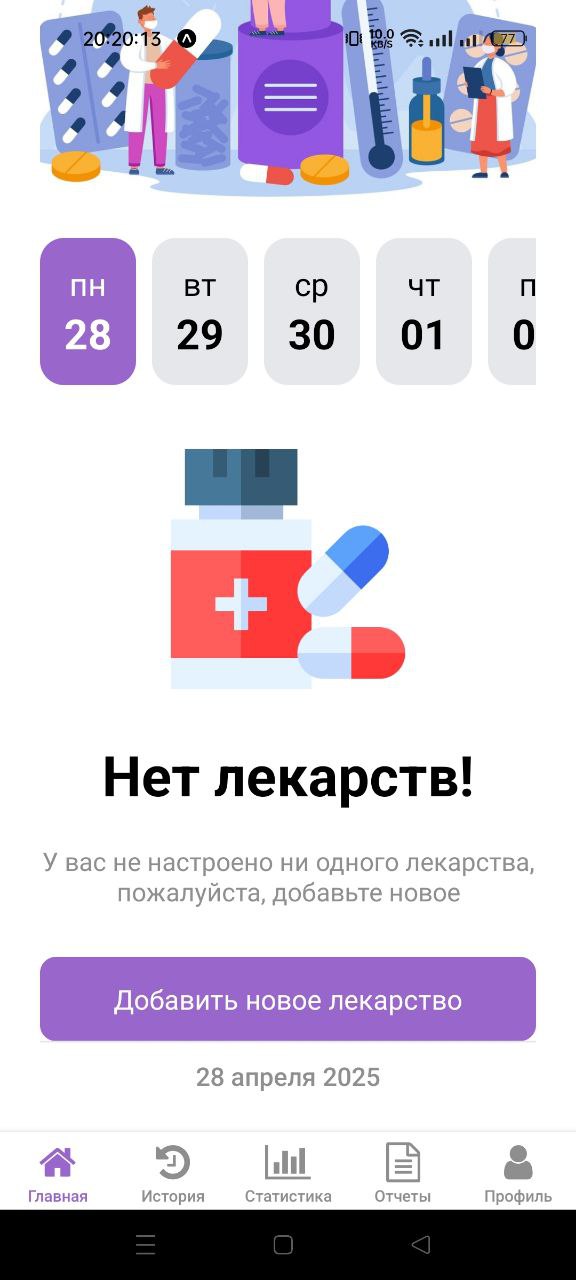 20:20:13
10.0
KB/S
77
пн
28
вт
29
ср
30
чт
01
п
0
Нет лекарств!
У вас не настроено ни одного лекарства,
пожалуйста, добавьте новое
Добавить новое лекарство
28 апреля 2025
Главная
История
Статистика
Отчеты
Профиль